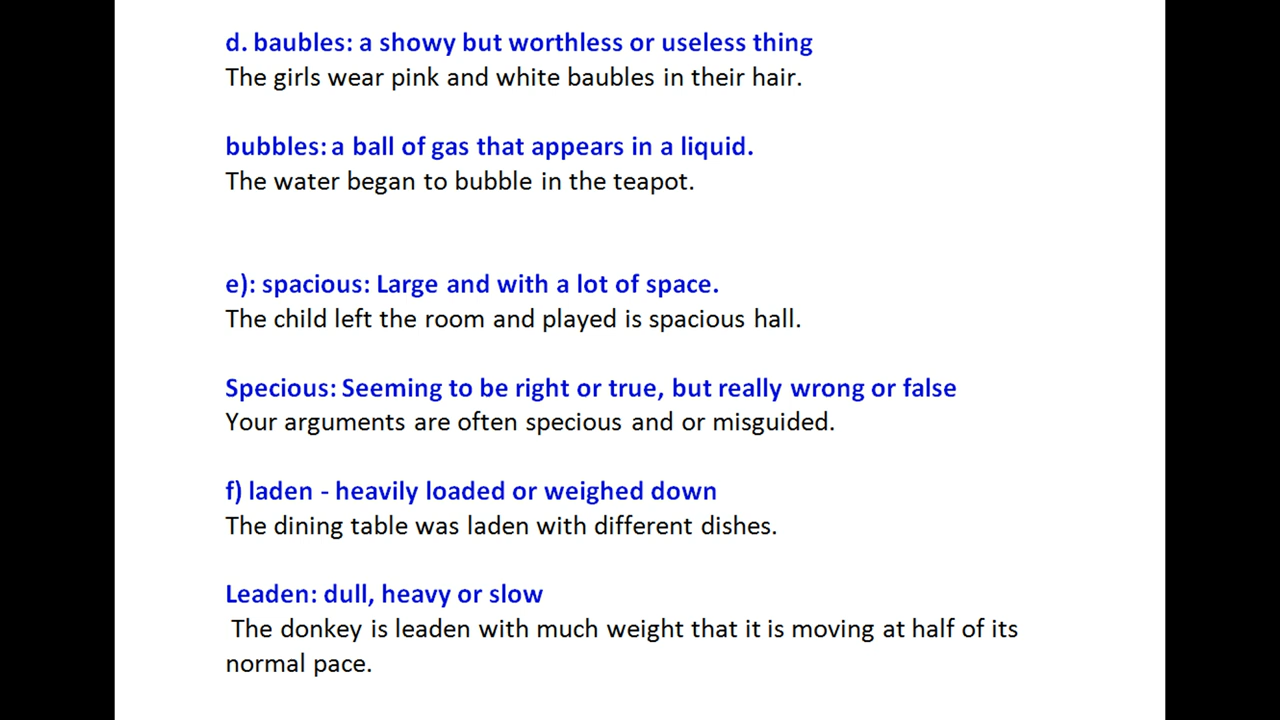 d. baubles: a showy but worthless or useless thing
The girls wear pink and white baubles in their hair.
bubbles: a ball of gas that appears in a liquid.
The water began to bubble in the teapot.
e): spacious: Large and with a lot of space.
The child left the room and played is spacious hall.
Specious: Seeming to be right or true, but really wrong or false
Your arguments are often specious and or misguided.
f) laden - heavily loaded or weighed down
The dining table was laden with different dishes.
Leaden: dull, heavy or slow
The donkey is leaden with much weight that it is moving at half of its
normal pace.